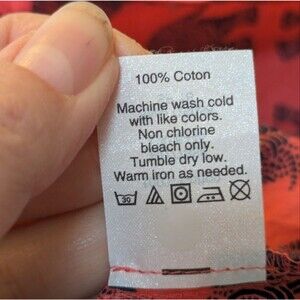 100% Coton
Machine wash cold
with like colors.
Non chlorine
bleach only.
Tumble dry low.
Warm iron as needed.
30